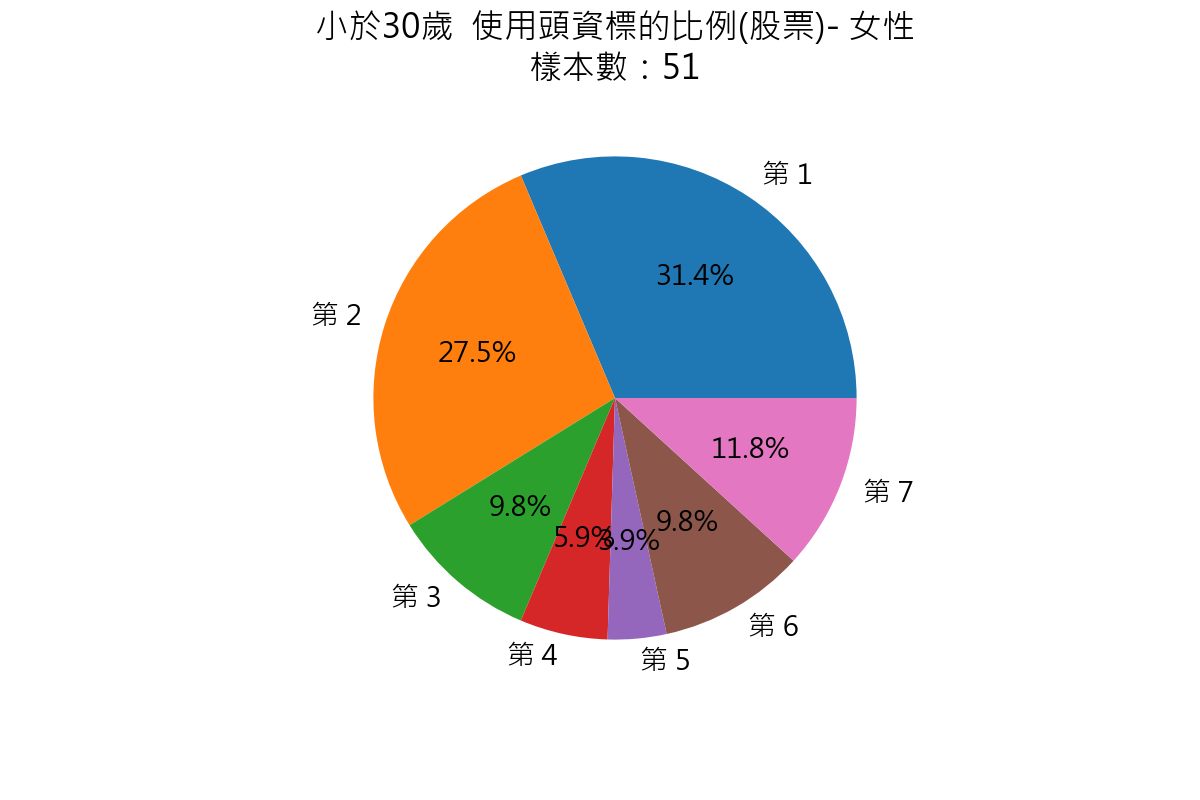 小於30歲 使用頭資標的比例(股票)- 女性
樣本數：51
第 1
31.4%
第 2
27.5%
第 3
9.8%
第 4
5.9%
第 5
3.9%
第 6
9.8%
第 7
11.8%